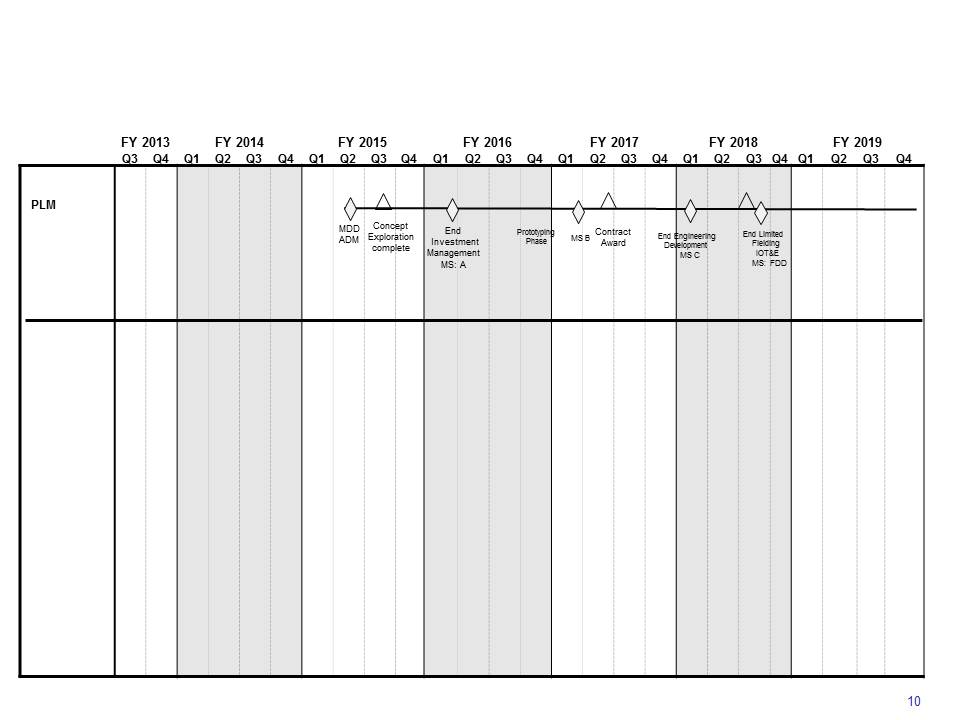 FY 2013 FY 2014 FY 2015 FY 2016 FY 2017 FY 2018 FY 2019
Q3 Q4 Q1 Q2 Q3 Q4 Q1 Q2 Q3 Q4 Q1 Q2 Q3 Q4 Q1 Q2 Q3 Q4 Q1 Q2 Q3 Q4 Q1 Q2 Q3 Q4
PLM
MDD
ADM
Concept
Exploration
complete
End
Investment
Management
MS: A
Prototyping
Phase
MS B
Contract
Award
End Engineering
Development
MS C
End Limited
Fielding
IOT&E
MS: FDD
10